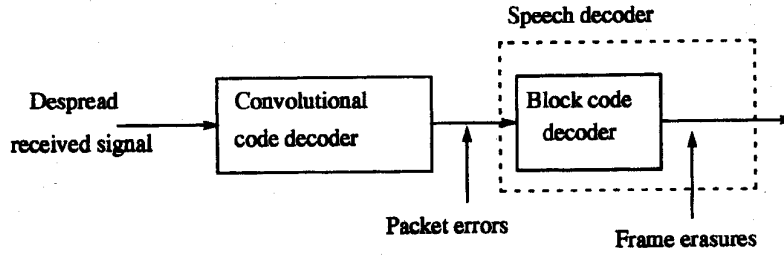 Speech decoder
Despread
received signal
Convolutional
code decoder
Block code
decoder
Packet errors
Frame erasures